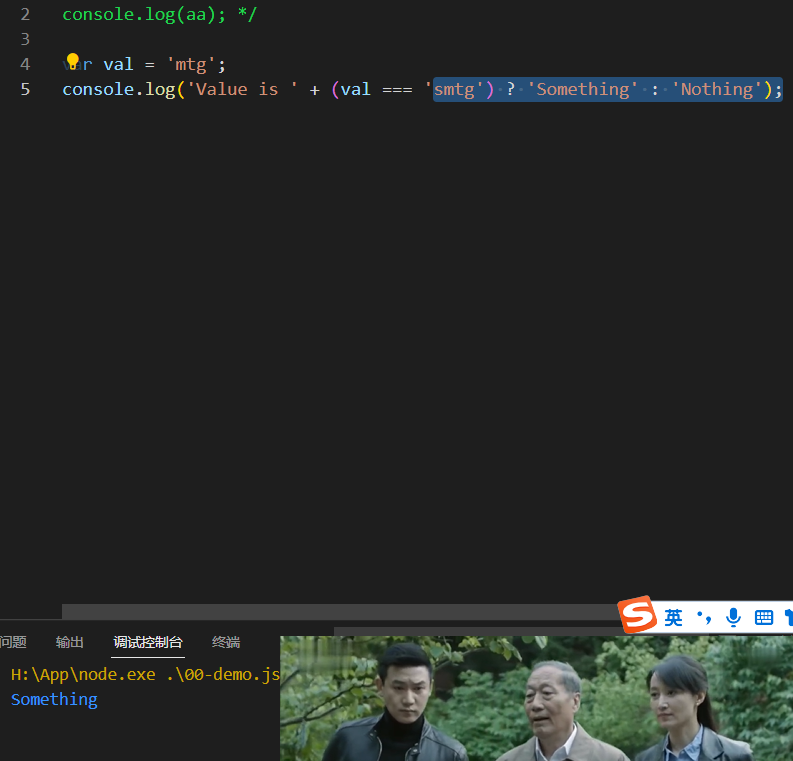 2 console.log(aa); */
3
4 var val = 'mtg';
5 console.log('Value is ' + (val === 'smtg') ? 'Something' : 'Nothing');
英
问题 输出 调试控制台 终端
H:\App\node.exe .\00-demo.js
Something